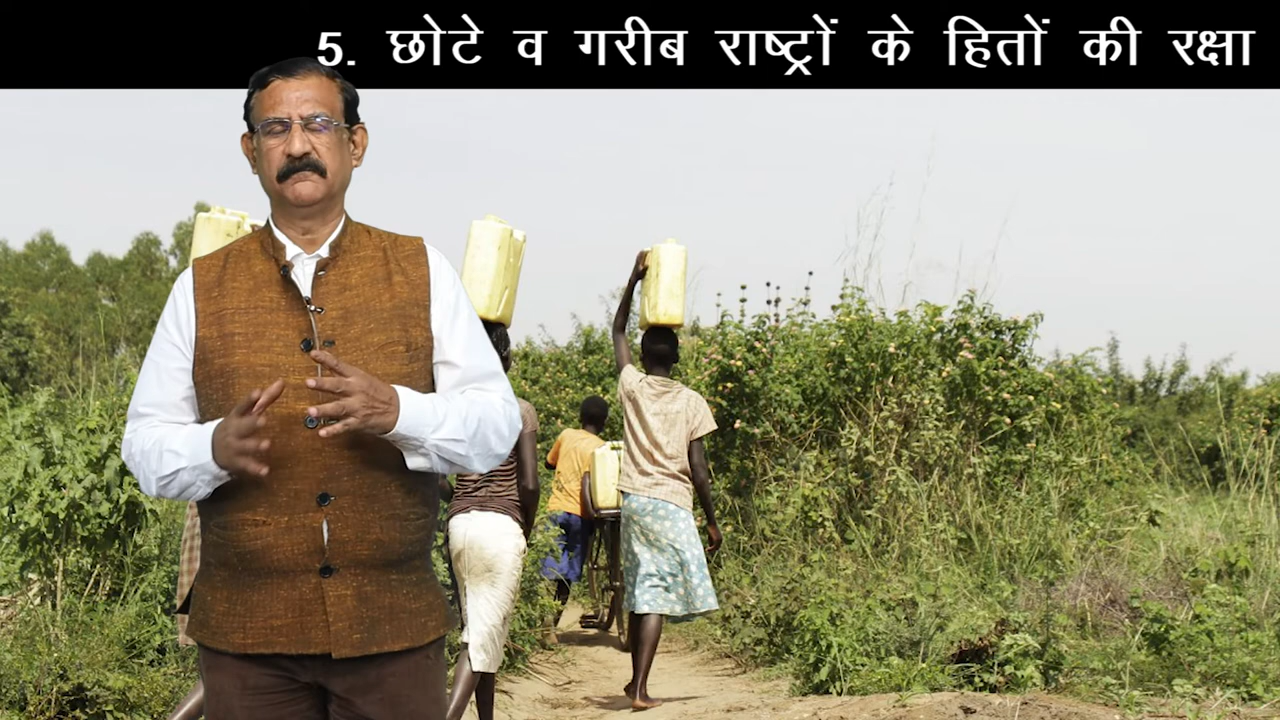 5. छोटे व गरीब राष्ट्रों के हितों की रक्षा